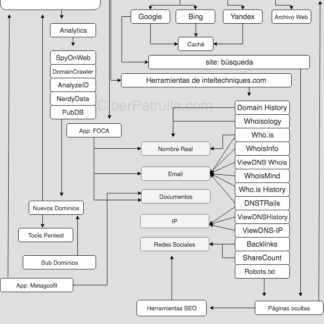 Google
Bing
Yandex
Archivo Web
Analytics
Caché
SpyOnWeb
DomainCrawler
AnalyzeID
NerdyData
PubDB
site: búsqueda
Herramientas de inteltechniques.com
CiberPatrulla.com
App: FOCA
Domain History
Whoisology
Who.is
WhoisInfo
ViewDNS Whois
WhoisMind
Who.is History
DNSTRails
ViewDNSHistory
ViewDNS-IP
Backlinks
ShareCount
Robots.txt
Nombre Real
Email
Documentos
IP
Redes Sociales
Nuevos Dominios
Tools Pentest
Sub Dominios
App: Metagoofil
Herramientas SEO
Páginas ocultas